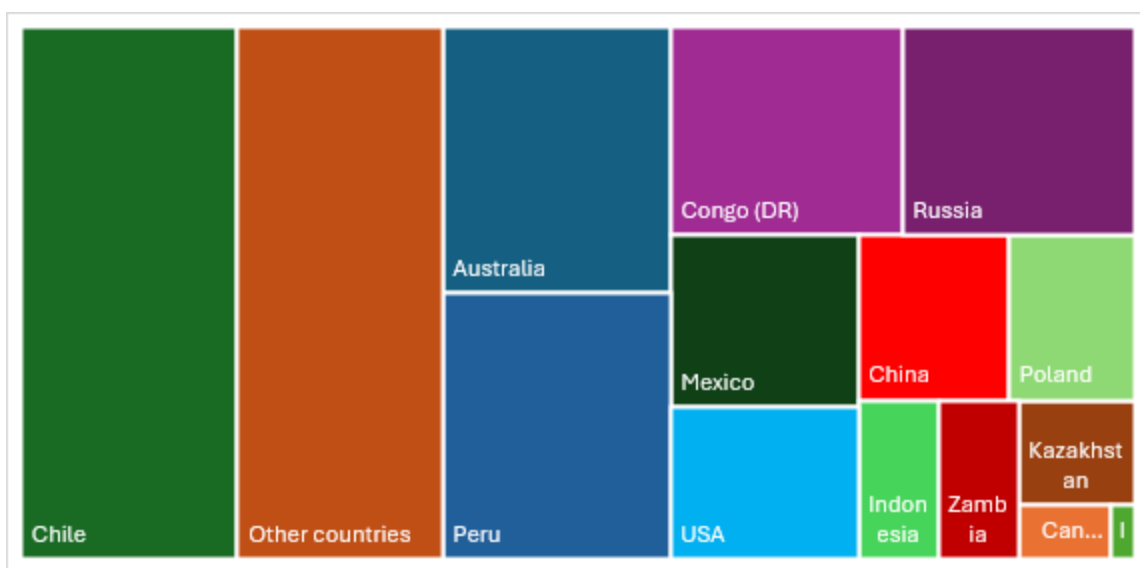 Chile
Other countries
Australia
Peru
Congo (DR)
Russia
Mexico
USA
China
Poland
Indon
esia
Zamb
ia
Kazakhst
an
Can...
I